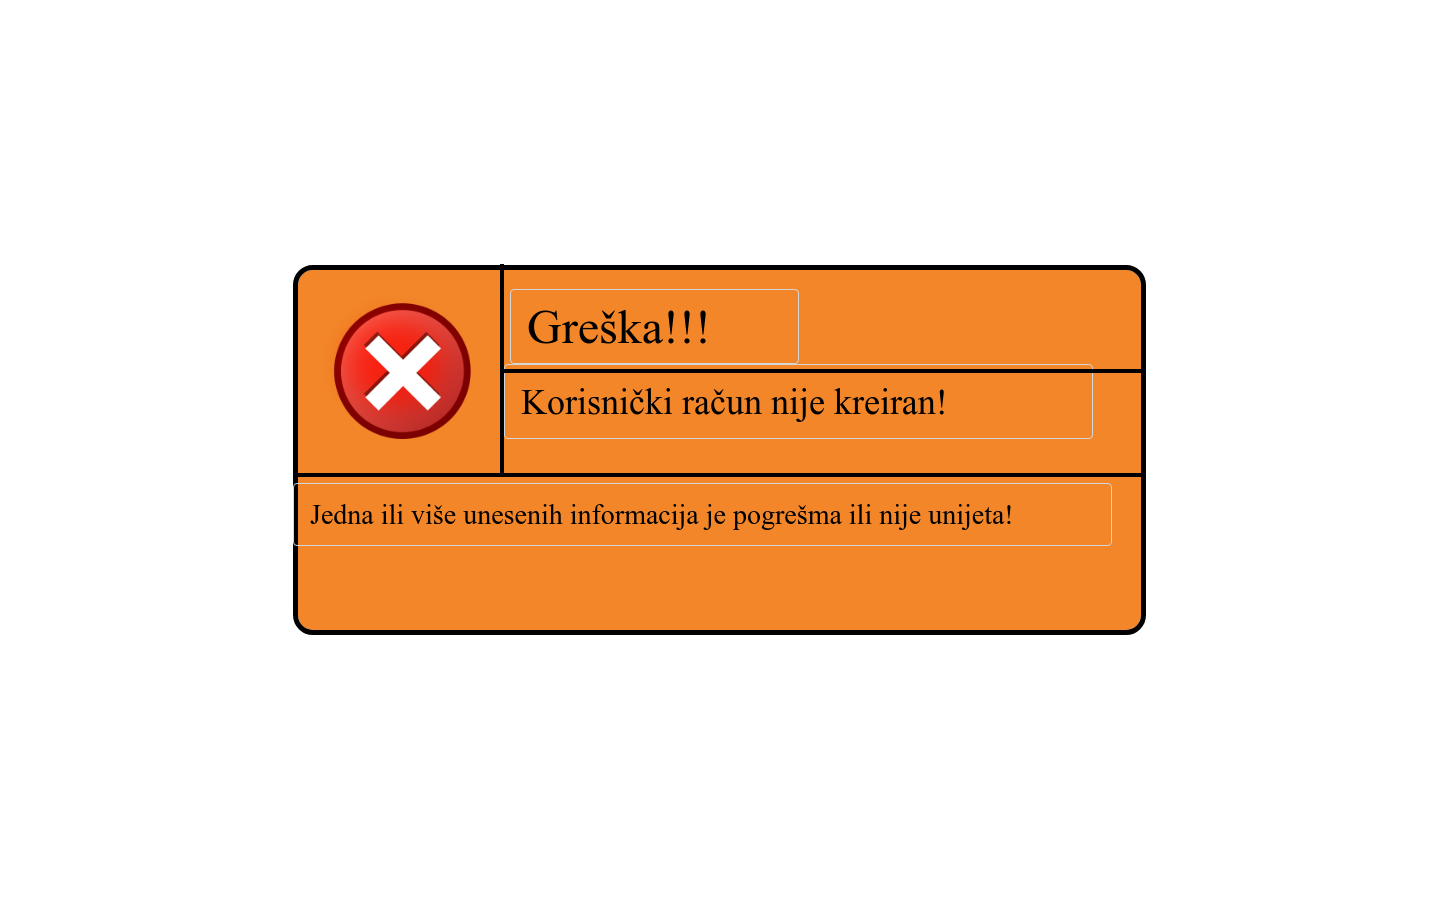 Greška!!!
Korisnički račun nije kreiran!
Jedna ili više unesenih informacija je pogrešma ili nije unijeta!